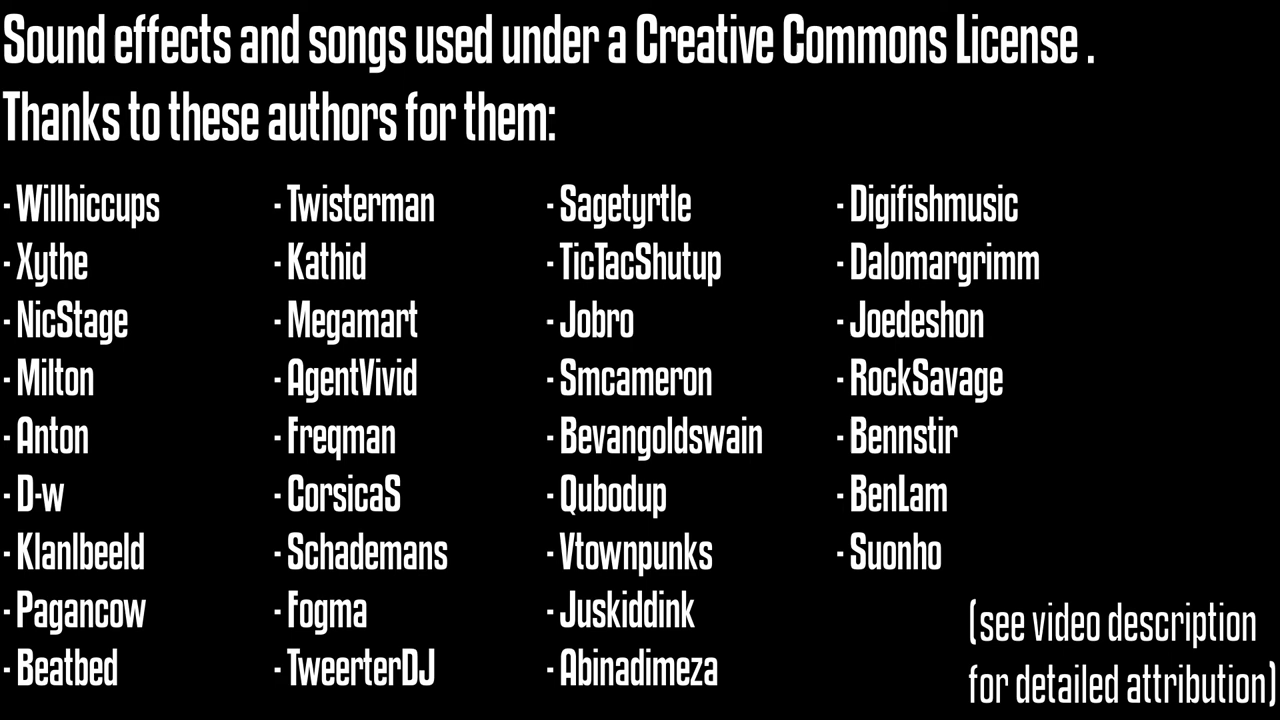 Sound effects and songs used under a Creative Commons License .
Thanks to these authors for them:
- Willhiccups
- Xythe
- NicStage
- Milton
- Anton
- D-w
- Klanlbeeld
- Pagancow
- Beatbed
- Twisterman
- Kathid
- Megamart
- AgentVivid
- Freqman
- CorsicaS
- Schademans
- Fogma
- TweerterDJ
- Sagetyrtle
- TicTacShutup
- Jobro
- Smcameron
- Bevangoldswain
- Qubodup
- Vtownpunks
- Juskiddink
- Abinadimeza
- Digifishmusic
- Dalomargrimm
- Joedeshon
- RockSavage
- Bennstir
- BenLam
- Suonho
(see video description
for detailed attribution)